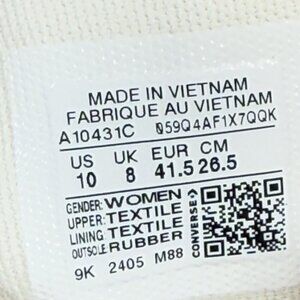 MADE IN VIETNAM
FABRIQUE AU VIETNAM
A10431C 059Q4AF1X7QQK
US UK EUR CM
10 8 41.5 26.5
GENDER: WOMEN
UPPER: TEXTILE
LINING: TEXTILE
OUTSOLE: RUBBER
CONVERSE
9K 2405 M88